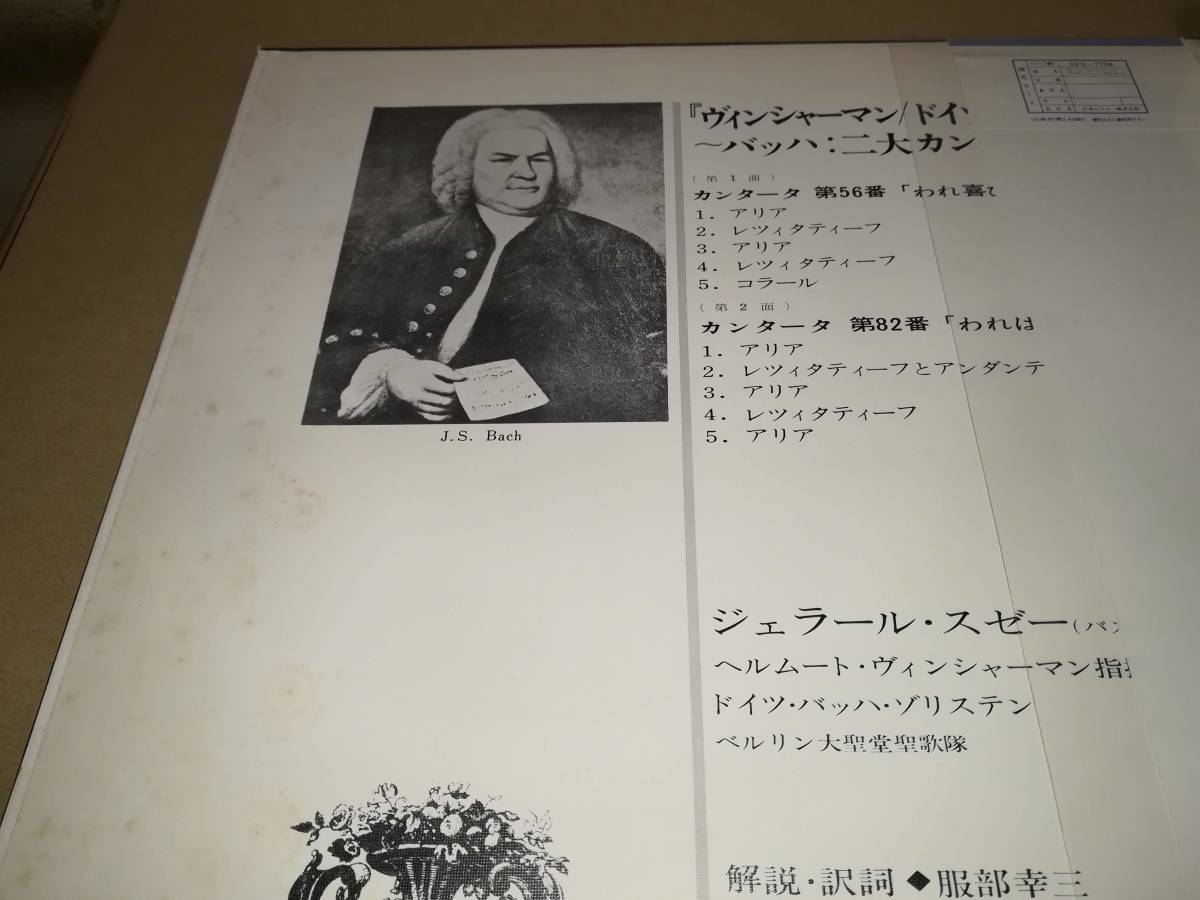 『ヴィンシャーマン/ドイ
～バッハ：二大カン
(第1面)
カンタータ 第56番「われ喜び
1. アリア
2. レツィタティーフ
3. アリア
4. レツィタティーフ
5. コラール
(第2面)
カンタータ 第82番「われは
1. アリア
2. レツィタティーフとアンダンテ
3. アリア
4. レツィタティーフ
5. アリア
J.S. Bach
ジェラール・スゼー(バ
ヘルムート・ヴィンシャーマン指
ドイツ・バッハ・ゾリステン
ベルリン大聖堂聖歌隊
解説・訳詞◆服部幸三